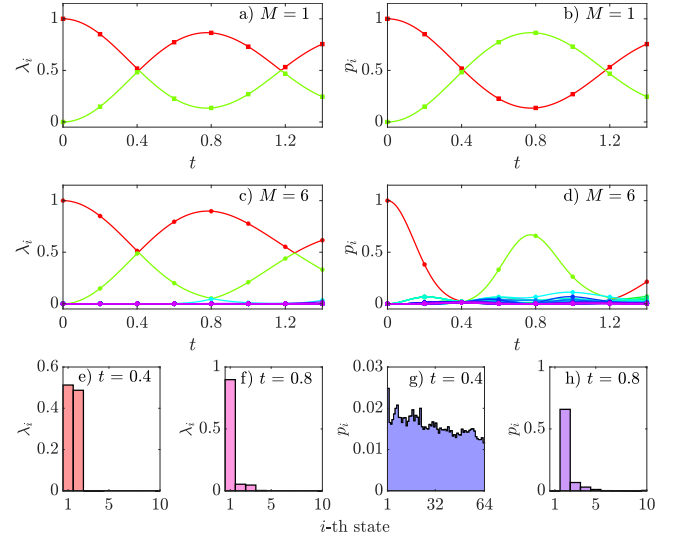 a) M = 1
b) M = 1
1
0.5
0
λᵢ
0 0.4 0.8 1.2
t
1
0.5
0
pᵢ
0 0.4 0.8 1.2
t
c) M = 6
d) M = 6
1
0.5
0
λᵢ
0 0.4 0.8 1.2
t
1
0.5
0
pᵢ
0 0.4 0.8 1.2
t
e) t = 0.4
0.6
0.4
0.2
0.0
λᵢ
1 5 10
f) t = 0.8
1
0.5
0
λᵢ
1 5 10
g) t = 0.4
0.03
0.02
0.01
0
pᵢ
1 32 64
h) t = 0.8
1
0.5
0
pᵢ
1 5 10
i-th state